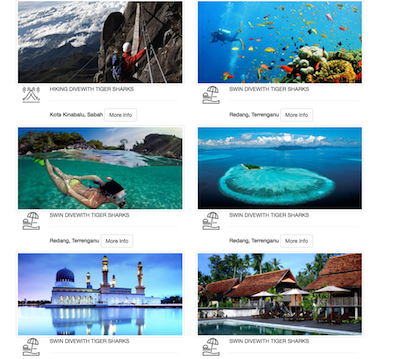 HIKING DIVEWITH TIGER SHARKS
SWIN DIVEWITH TIGER SHARKS
Kota Kinabalu, Sabah More Info
Redang, Terrenganu More Info
SWIN DIVEWITH TIGER SHARKS
SWIN DIVEWITH TIGER SHARKS
Redang, Terrenganu More Info
Redang, Terrenganu More Info
SWIN DIVEWITH TIGER SHARKS
SWIN DIVEWITH TIGER SHARKS